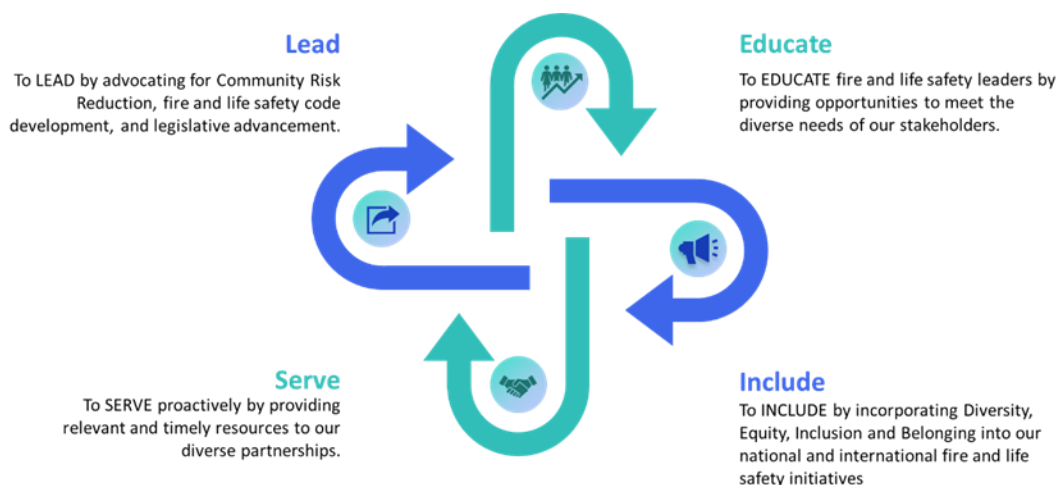 Lead
To LEAD by advocating for Community Risk
Reduction, fire and life safety code
development, and legislative advancement.
Educate
To EDUCATE fire and life safety leaders by
providing opportunities to meet the
diverse needs of our stakeholders.
Serve
To SERVE proactively by providing
relevant and timely resources to our
diverse partnerships.
Include
To INCLUDE by incorporating Diversity,
Equity, Inclusion and Belonging into our
national and international fire and life
safety initiatives